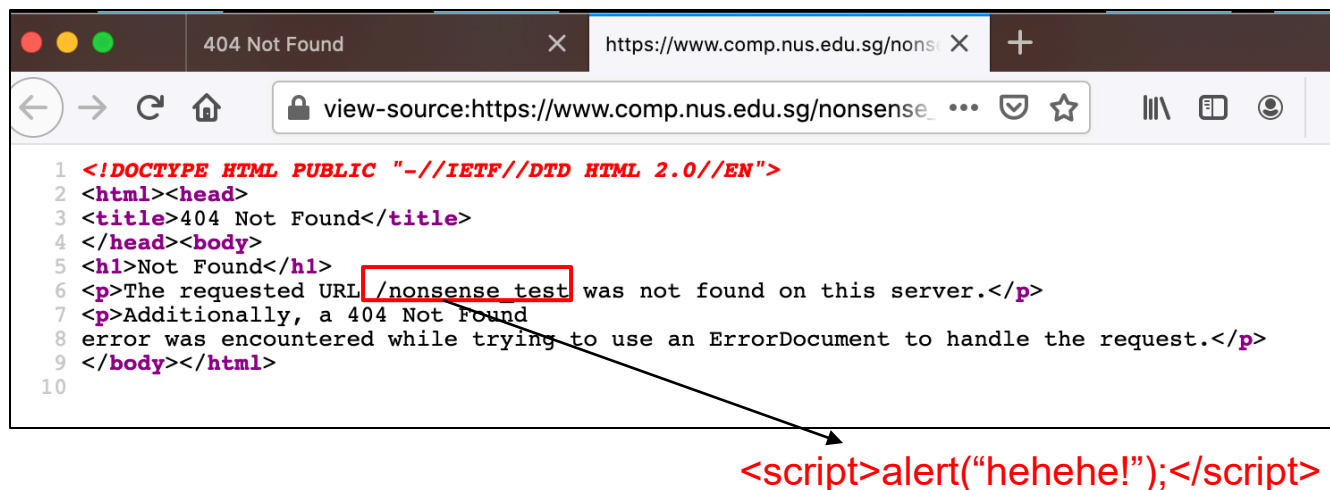 404 Not Found
https://www.comp.nus.edu.sg/nons
view-source:https://www.comp.nus.edu.sg/nonsense_
1 <!DOCTYPE HTML PUBLIC "-//IETF//DTD HTML 2.0//EN">
2 <html><head>
3 <title>404 Not Found</title>
4 </head><body>
5 <h1>Not Found</h1>
6 <p>The requested URL /nonsense_test was not found on this server.</p>
7 <p>Additionally, a 404 Not Found
8 error was encountered while trying to use an ErrorDocument to handle the request.</p>
9 </body></html>
10
<script>alert(“hehehe!”);</script>